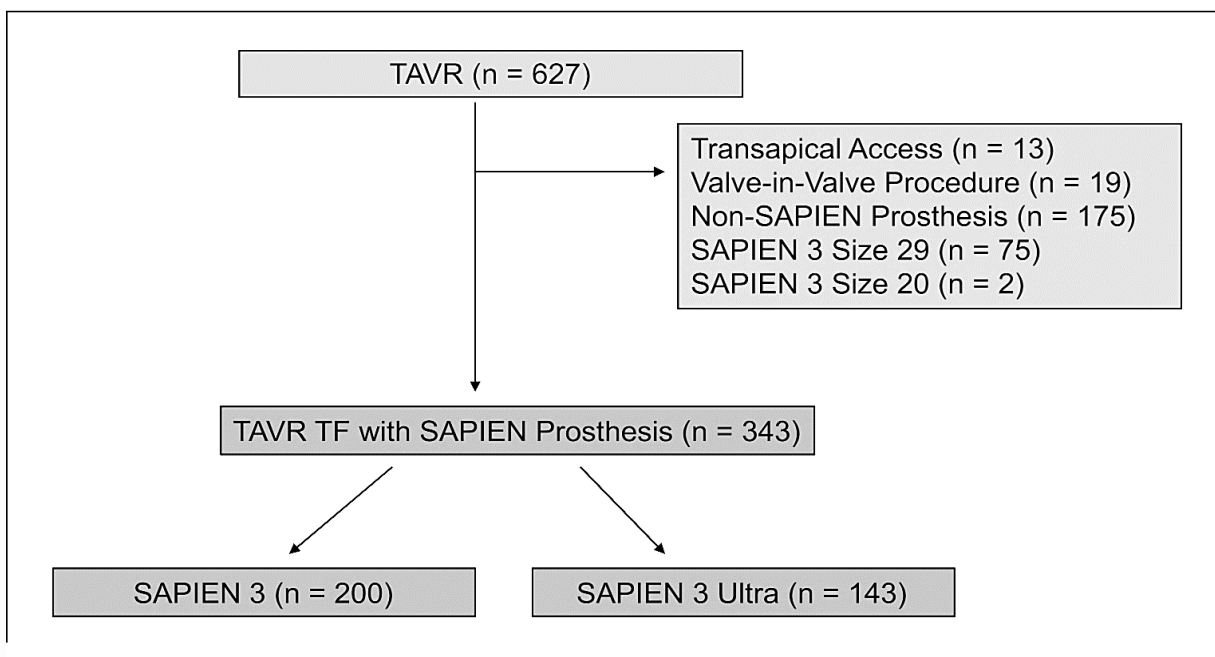 TAVR (n = 627)
Transapical Access (n = 13)
Valve-in-Valve Procedure (n = 19)
Non-SAPIEN Prosthesis (n = 175)
SAPIEN 3 Size 29 (n = 75)
SAPIEN 3 Size 20 (n = 2)
TAVR TF with SAPIEN Prosthesis (n = 343)
SAPIEN 3 (n = 200)
SAPIEN 3 Ultra (n = 143)